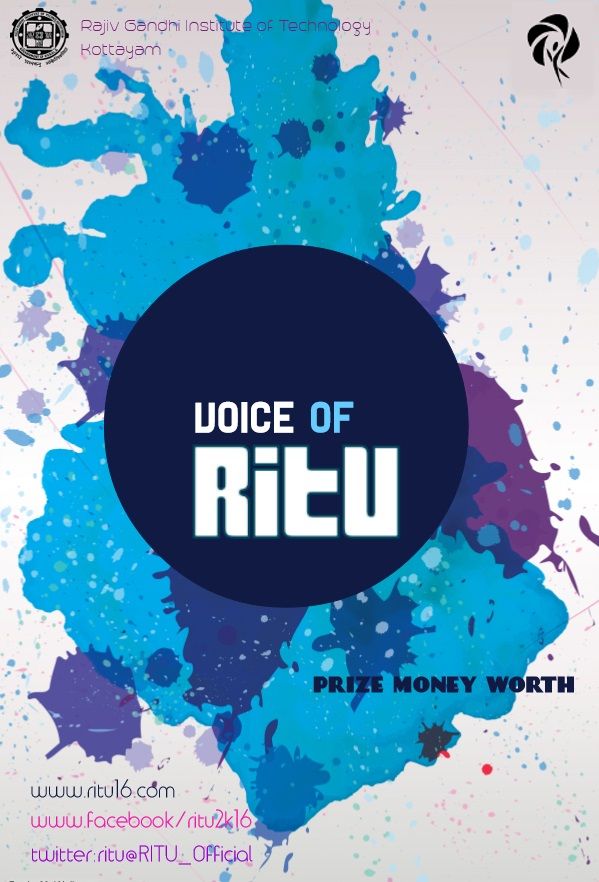 Rajiv Gandhi Institute of Technology
Kottayam
VOICE OF
RitU
PRIZE MONEY WORTH
www.ritu16.com
www.facebook/ritu2k16
twitter:ritu@RITU_Official